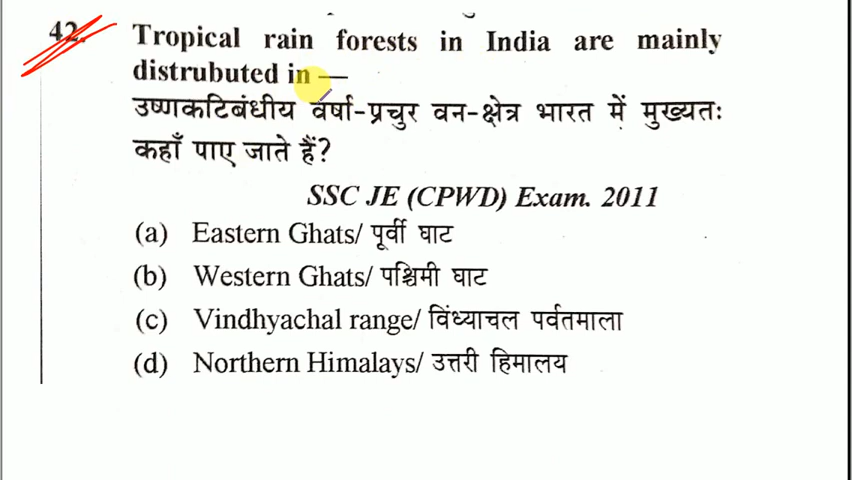 42. Tropical rain forests in India are mainly
distrubuted in —
उष्णकटिबंधीय वर्षा-प्रचुर वन-क्षेत्र भारत में मुख्यतः
कहाँ पाए जाते हैं?
SSC JE (CPWD) Exam. 2011
(a) Eastern Ghats/ पूर्वी घाट
(b) Western Ghats/ पश्चिमी घाट
(c) Vindhyachal range/ विंध्याचल पर्वतमाला
(d) Northern Himalays/ उत्तरी हिमालय